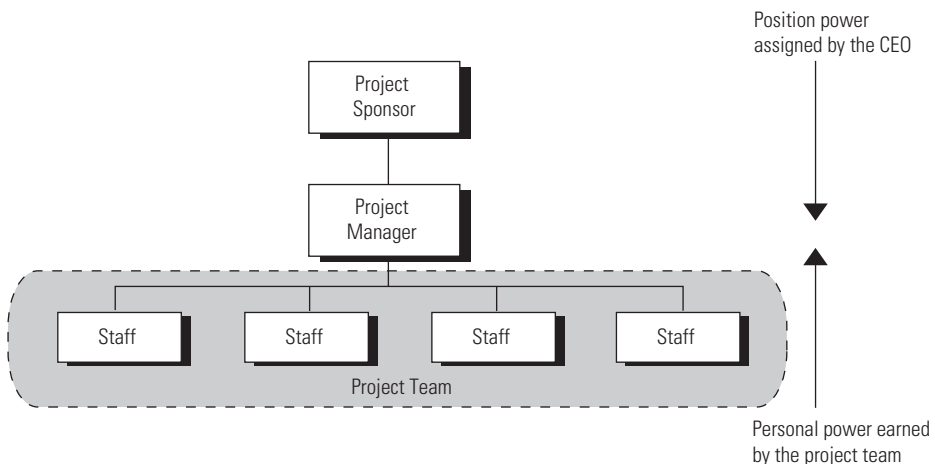 Position power
assigned by the CEO
Project
Sponsor
Project
Manager
Staff
Staff
Staff
Staff
Project Team
Personal power earned
by the project team